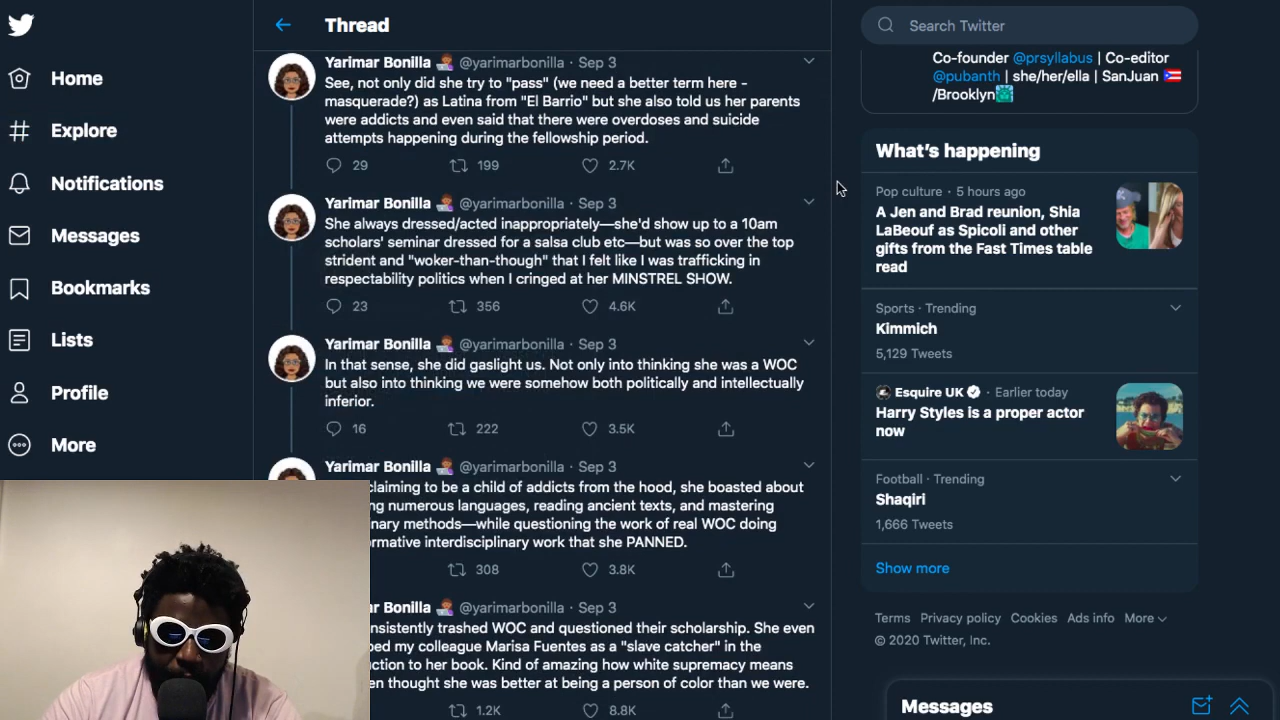 Thread
Search Twitter
Home
Explore
Notifications
Messages
Bookmarks
Lists
Profile
More
Yarimar Bonilla @yarimarbonilla · Sep 3
See, not only did she try to "pass" (we need a better term here -
masquerade?) as Latina from "El Barrio" but she also told us her parents
were addicts and even said that there were overdoses and suicide
attempts happening during the fellowship period.
29 199 2.7K
Yarimar Bonilla @yarimarbonilla · Sep 3
She always dressed/acted inappropriately—she'd show up to a 10am
scholars' seminar dressed for a salsa club etc—but was so over the top
strident and "woker-than-though" that I felt like I was trafficking in
respectability politics when I cringed at her MINSTREL SHOW.
23 356 4.6K
Yarimar Bonilla @yarimarbonilla · Sep 3
In that sense, she did gaslight us. Not only into thinking she was a WOC
but also into thinking we were somehow both politically and intellectually
inferior.
16 222 3.5K
Yarimar Bonilla @yarimarbonilla · Sep 3
claiming to be a child of addicts from the hood, she boasted about
numerous languages, reading ancient texts, and mastering
methods—while questioning the work of real WOC doing
interdisciplinary work that she PANNED.
308 3.8K
Bonilla @yarimarbonilla · Sep 3
trashed WOC and questioned their scholarship. She even
my colleague Marisa Fuentes as a "slave catcher" in the
to her book. Kind of amazing how white supremacy means
thought she was better at being a person of color than we were.
1.2K 8.8K
Co-founder @prsyllabus | Co-editor
@pubanth | she/her/ella | SanJuan 🇵🇷
/Brooklyn🗽
What's happening
Pop culture · 5 hours ago
A Jen and Brad reunion, Shia
LaBeouf as Spicoli and other
gifts from the Fast Times table
read
Sports · Trending
Kimmich
5,129 Tweets
Esquire UK · Earlier today
Harry Styles is a proper actor
now
Football · Trending
Shaqiri
1,666 Tweets
Show more
Terms Privacy policy Cookies Ads info More
© 2020 Twitter, Inc.
Messages